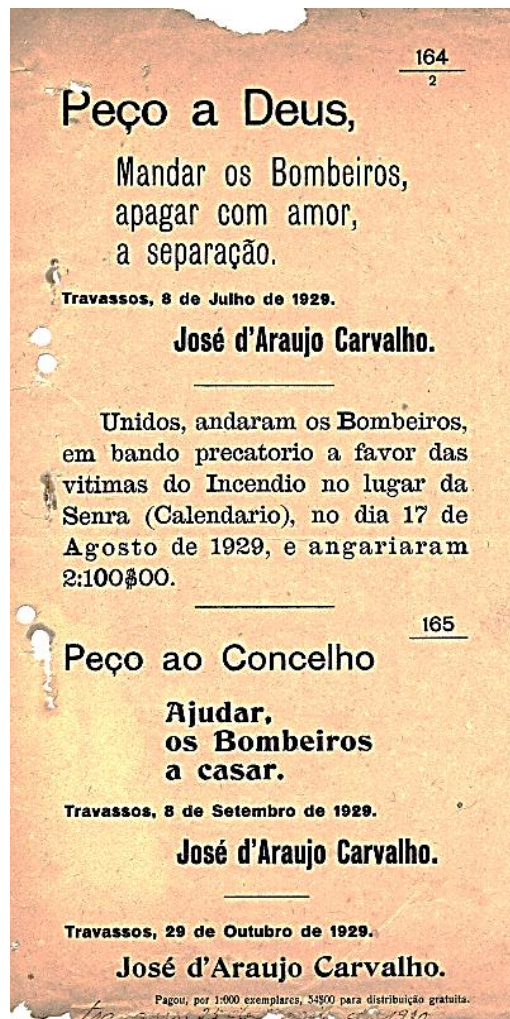 164
2
Peço a Deus,
Mandar os Bombeiros,
apagar com amor,
a separação.
Travassos, 8 de Julho de 1929.
José d'Araujo Carvalho.
Unidos, andaram os Bombeiros,
em bando precatorio a favor das
vitimas do Incendio no lugar da
Senra (Calendario), no dia 17 de
Agosto de 1929, e angariaram
2:100$00.
165
Peço ao Concelho
Ajudar,
os Bombeiros
a casar.
Travassos, 8 de Setembro de 1929.
José d'Araujo Carvalho.
Travassos, 29 de Outubro de 1929.
José d'Araujo Carvalho.
Pagou, por 1:000 exemplares, 54$00 para distribuição gratuita.